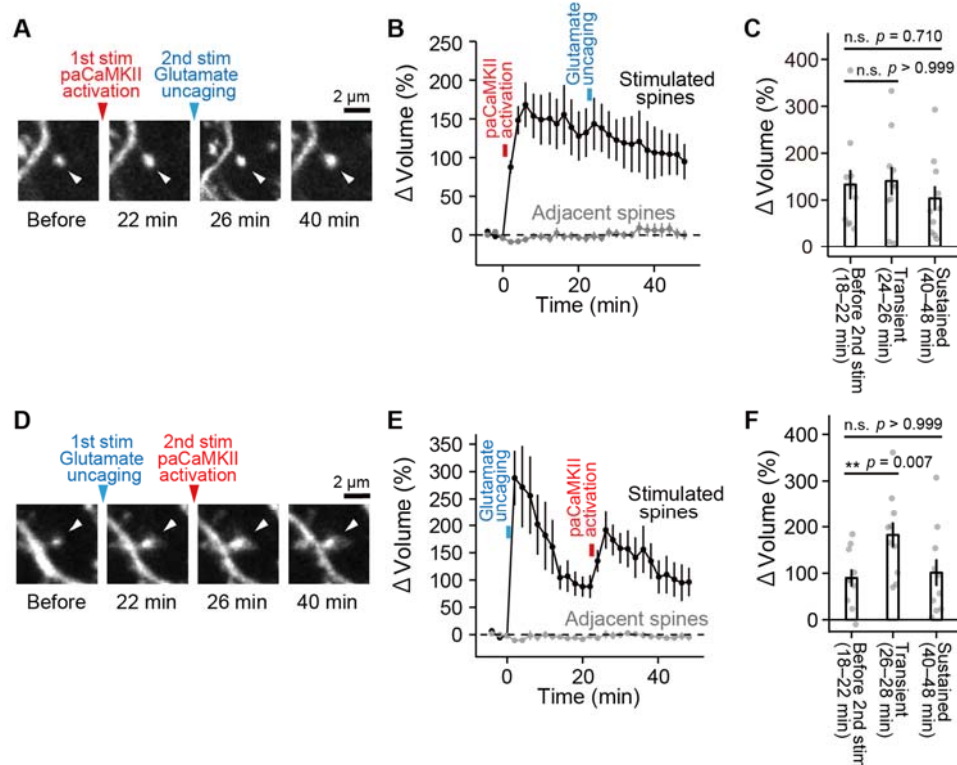 A
1st stim
paCaMKII
activation
2nd stim
Glutamate
uncaging
2 μm
Before
22 min
26 min
40 min
B
Δ Volume (%)
250
200
150
100
50
0
paCaMKII
activation
Glutamate
uncaging
Stimulated
spines
Adjacent spines
0
20
40
Time (min)
C
n.s. p = 0.710
n.s. p > 0.999
Δ Volume (%)
400
300
200
100
0
Before 2nd stim
(18–22 min)
Transient
(24–26 min)
Sustained
(40–48 min)
D
1st stim
Glutamate
uncaging
2nd stim
paCaMKII
activation
2 μm
Before
22 min
26 min
40 min
E
Δ Volume (%)
350
300
250
200
150
100
50
0
Glutamate
uncaging
paCaMKII
activation
Stimulated
spines
Adjacent spines
0
20
40
Time (min)
F
n.s. p > 0.999
** p = 0.007
Δ Volume (%)
400
300
200
100
0
Before 2nd stim
(18–22 min)
Transient
(26–28 min)
Sustained
(40–48 min)